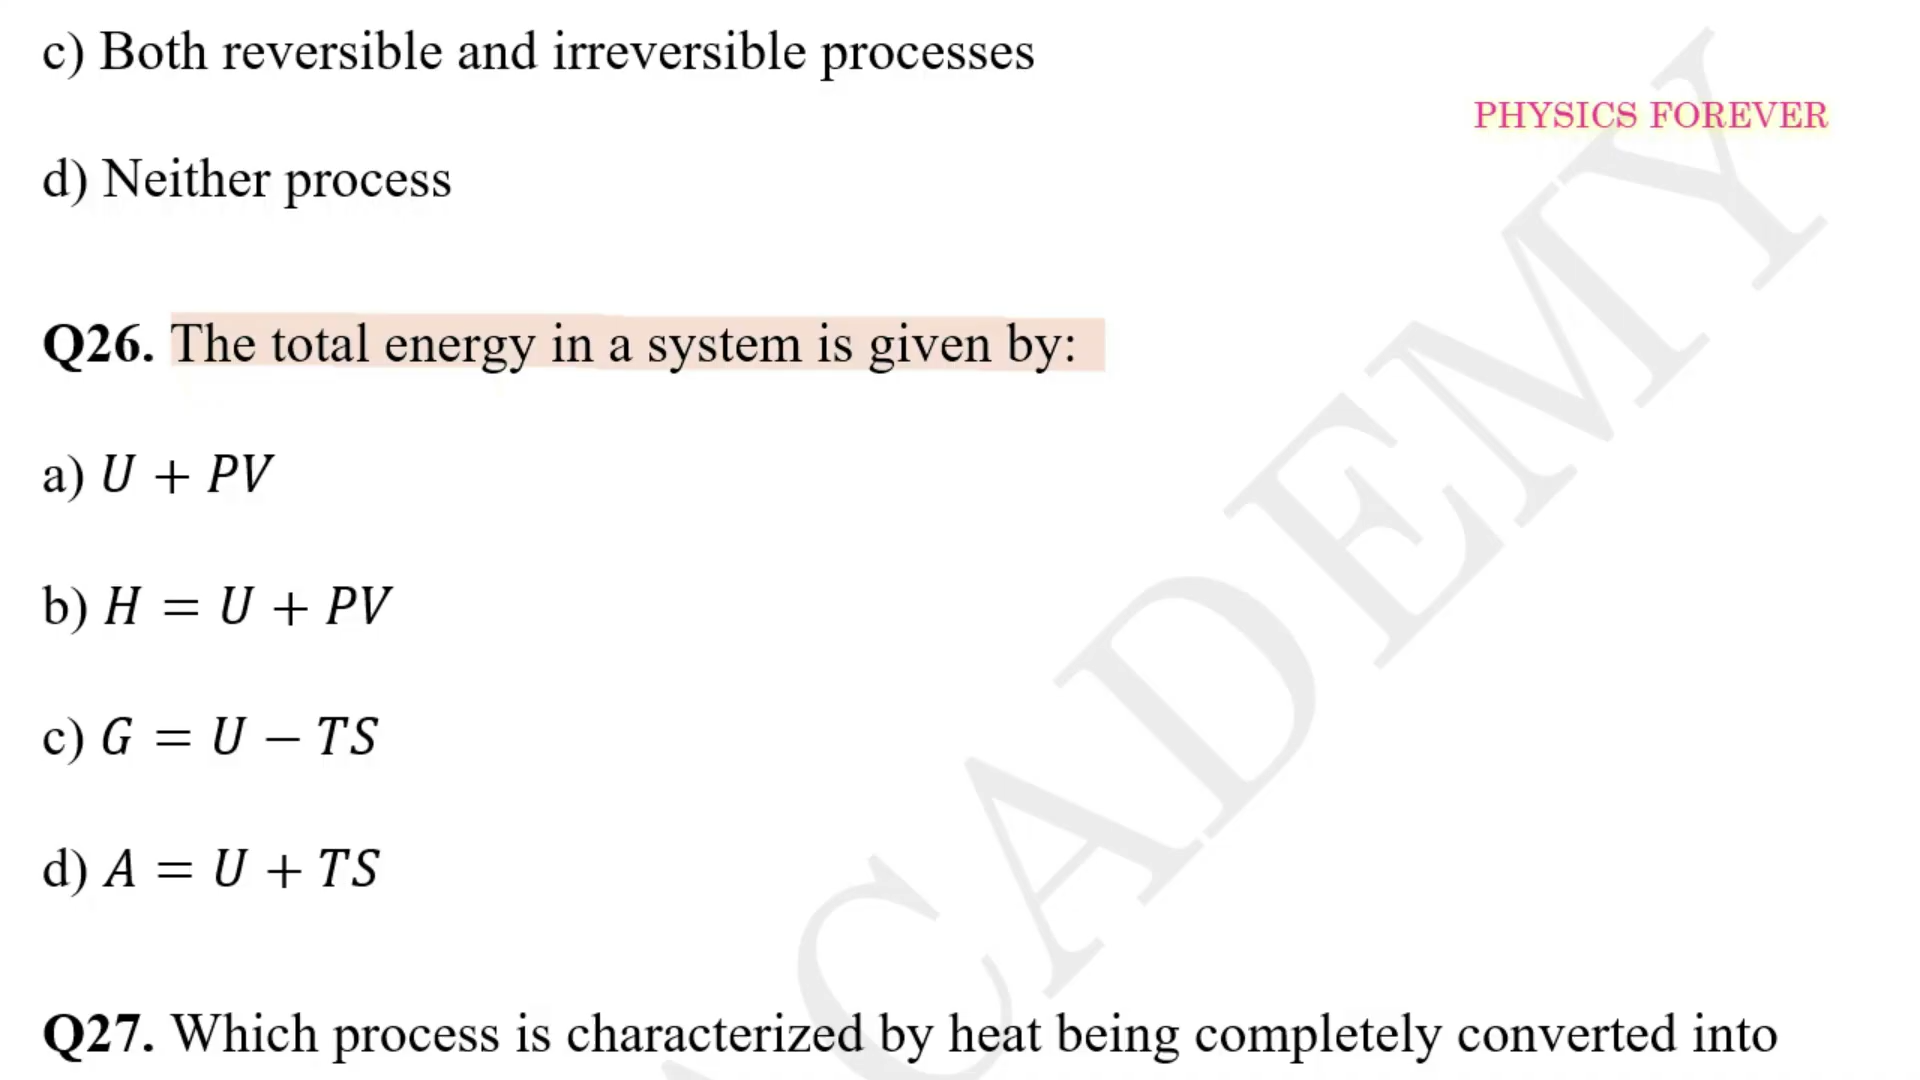 c) Both reversible and irreversible processes
PHYSICS FOREVER
d) Neither process
Q26. The total energy in a system is given by:
a) U + PV
b) H = U + PV
c) G = U − TS
d) A = U + TS
Q27. Which process is characterized by heat being completely converted into
ACADEMY